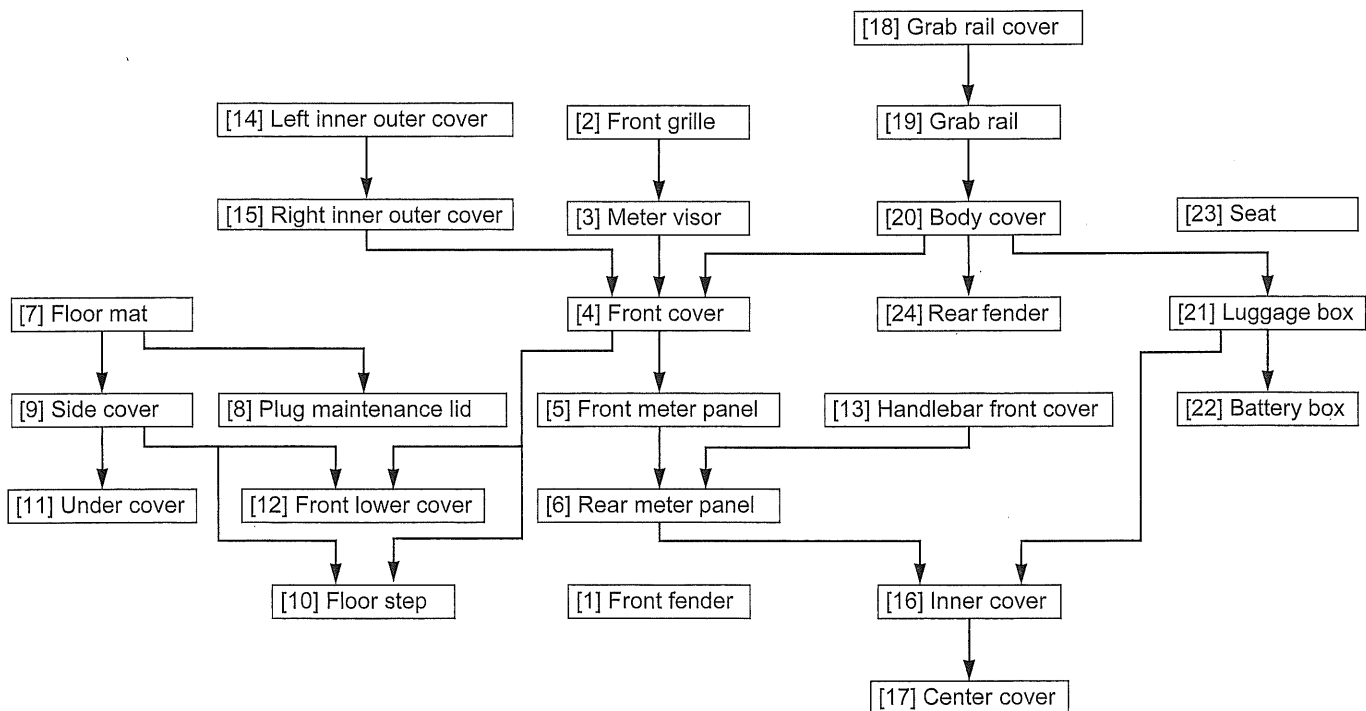 [18] Grab rail cover
[14] Left inner outer cover
[2] Front grille
[19] Grab rail
[15] Right inner outer cover
[3] Meter visor
[20] Body cover
[23] Seat
[7] Floor mat
[4] Front cover
[24] Rear fender
[21] Luggage box
[9] Side cover
[8] Plug maintenance lid
[5] Front meter panel
[13] Handlebar front cover
[22] Battery box
[11] Under cover
[12] Front lower cover
[6] Rear meter panel
[10] Floor step
[1] Front fender
[16] Inner cover
[17] Center cover